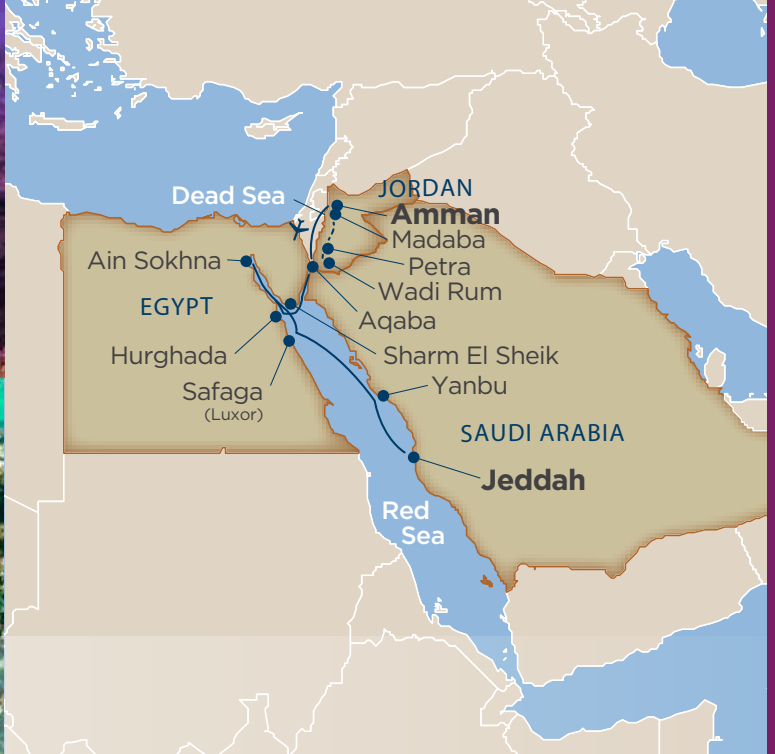 Dead Sea
JORDAN
Amman
Madaba
Petra
Wadi Rum
Aqaba
Ain Sokhna
EGYPT
Hurghada
Sharm El Sheik
Safaga
(Luxor)
Yanbu
SAUDI ARABIA
Jeddah
Red
Sea